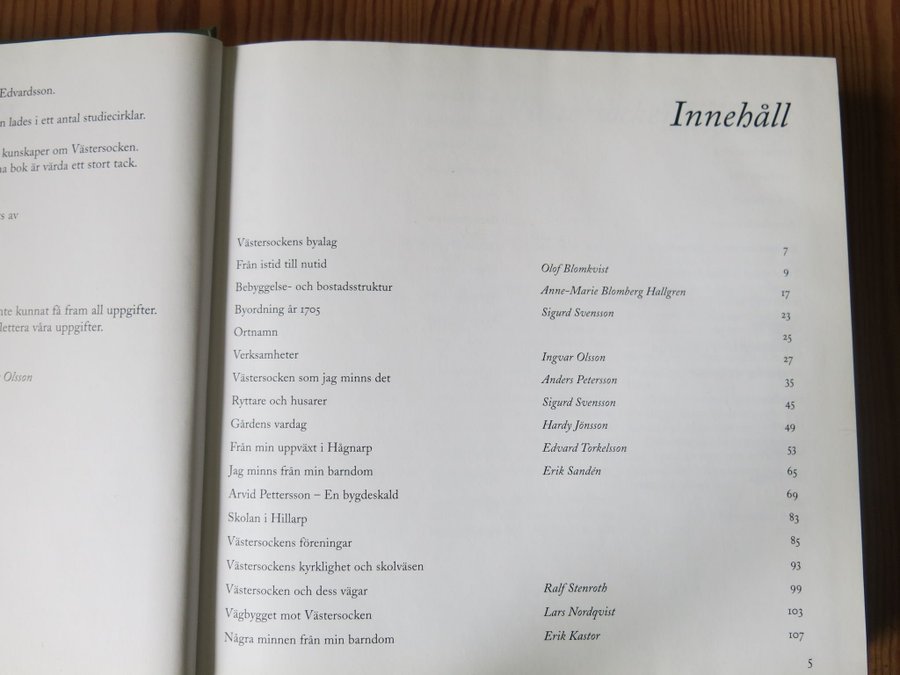 Edvardsson.
n lades i ett antal studiecirklar.
kunskaper om Västersocken.
na bok är värda ett stort tack.
s av
nte kunnat få fram all uppgifter.
lettera våra uppgifter.
Olsson
Innehåll
Västersockens byalag 7
Från istid till nutid Olof Blomkvist 9
Bebyggelse- och bostadsstruktur Anne-Marie Blomberg Hallgren 17
Byordning år 1705 Sigurd Svensson 23
Ortnamn 25
Verksamheter Ingvar Olsson 27
Västersocken som jag minns det Anders Petersson 35
Ryttare och husarer Sigurd Svensson 45
Gårdens vardag Hardy Jönsson 49
Från min uppväxt i Hågnarp Edvard Torkelsson 53
Jag minns från min barndom Erik Sandén 65
Arvid Pettersson – En bygdeskald 69
Skolan i Hillarp 83
Västersockens föreningar 85
Västersockens kyrklighet och skolväsen 93
Västersocken och dess vägar Ralf Stenroth 99
Vägbygget mot Västersocken Lars Nordqvist 103
Några minnen från min barndom Erik Kastor 107
5